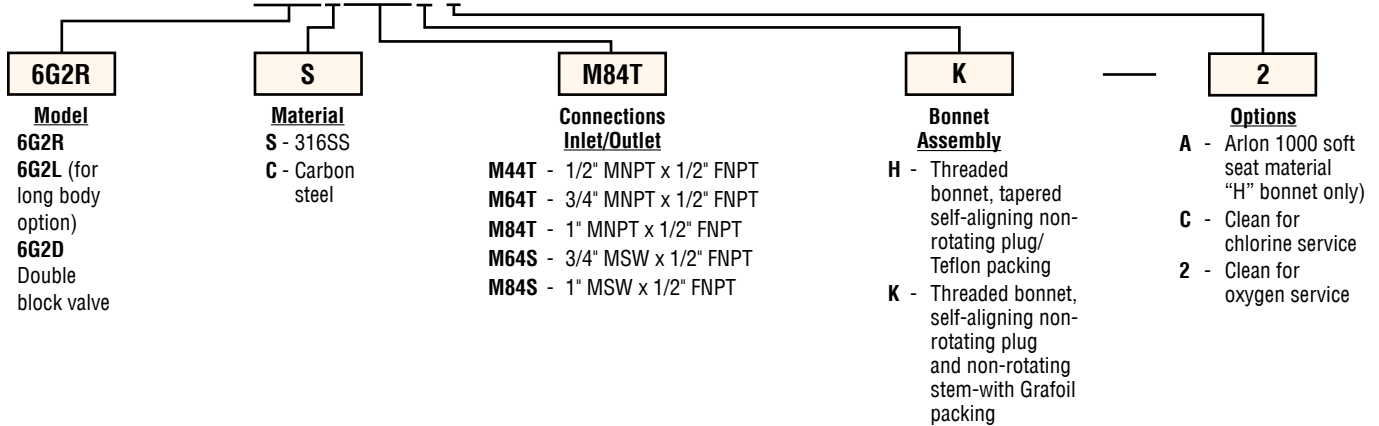 6G2R
S
M84T
K
—
2
Model
6G2R
6G2L (for
long body
option)
6G2D
Double
block valve
Material
S - 316SS
C - Carbon
steel
Connections
Inlet/Outlet
M44T - 1/2" MNPT x 1/2" FNPT
M64T - 3/4" MNPT x 1/2" FNPT
M84T - 1" MNPT x 1/2" FNPT
M64S - 3/4" MSW x 1/2" FNPT
M84S - 1" MSW x 1/2" FNPT
Bonnet
Assembly
H - Threaded
bonnet, tapered
self-aligning non-
rotating plug/
Teflon packing
K - Threaded bonnet,
self-aligning non-
rotating plug
and non-rotating
stem-with Grafoil
packing
Options
A - Arlon 1000 soft
seat material
“H” bonnet only)
C - Clean for
chlorine service
2 - Clean for
oxygen service